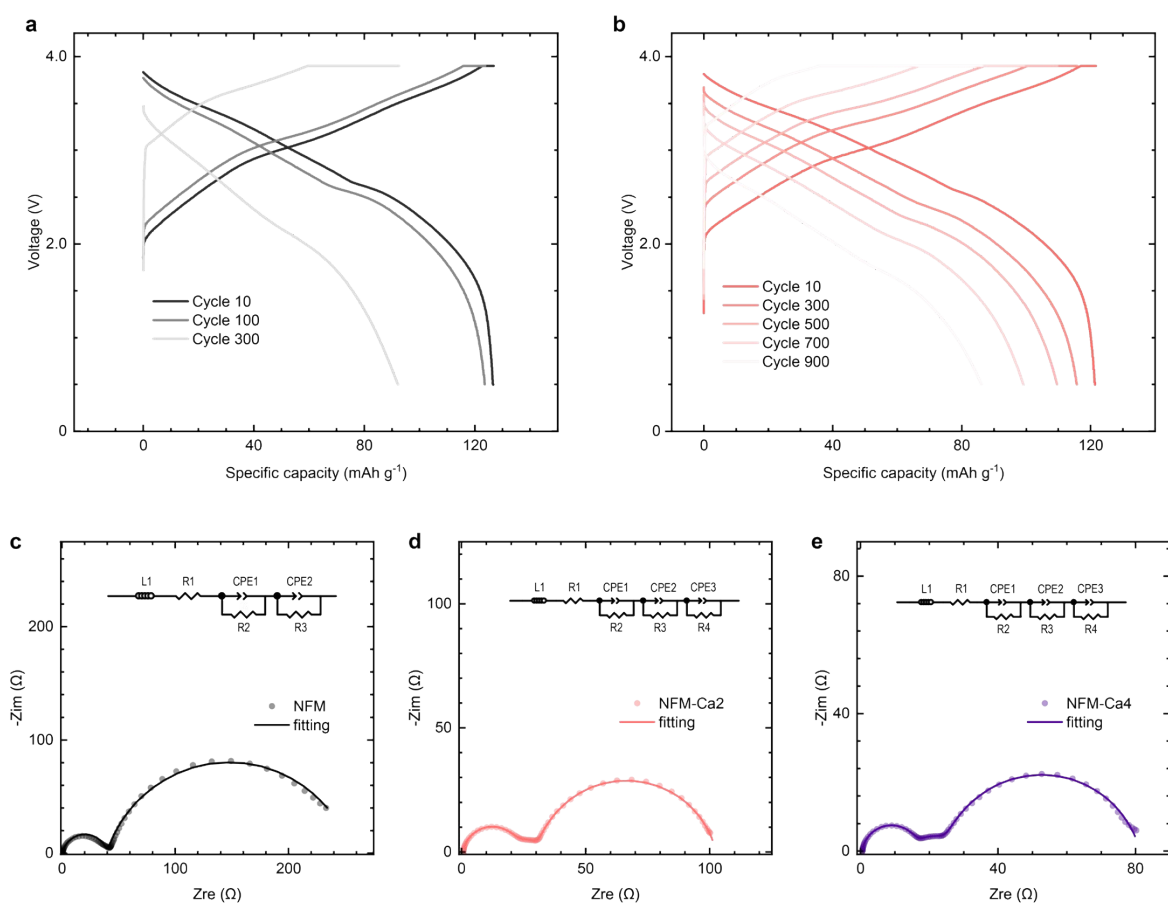 a
4.0
2.0
0
Voltage (V)
Cycle 10
Cycle 100
Cycle 300
0
40
80
120
Specific capacity (mAh g⁻¹)
b
4.0
2.0
0
Voltage (V)
Cycle 10
Cycle 300
Cycle 500
Cycle 700
Cycle 900
0
40
80
120
Specific capacity (mAh g⁻¹)
c
L1 R1 CPE1 CPE2
R2 R3
220
80
0
-Zim (Ω)
NFM
fitting
0
100
200
Zre (Ω)
d
L1 R1 CPE1 CPE2 CPE3
R2 R3 R4
100
50
0
-Zim (Ω)
NFM-Ca2
fitting
0
50
100
Zre (Ω)
e
L1 R1 CPE1 CPE2 CPE3
R2 R3 R4
80
40
0
-Zim (Ω)
NFM-Ca4
fitting
0
40
80
Zre (Ω)